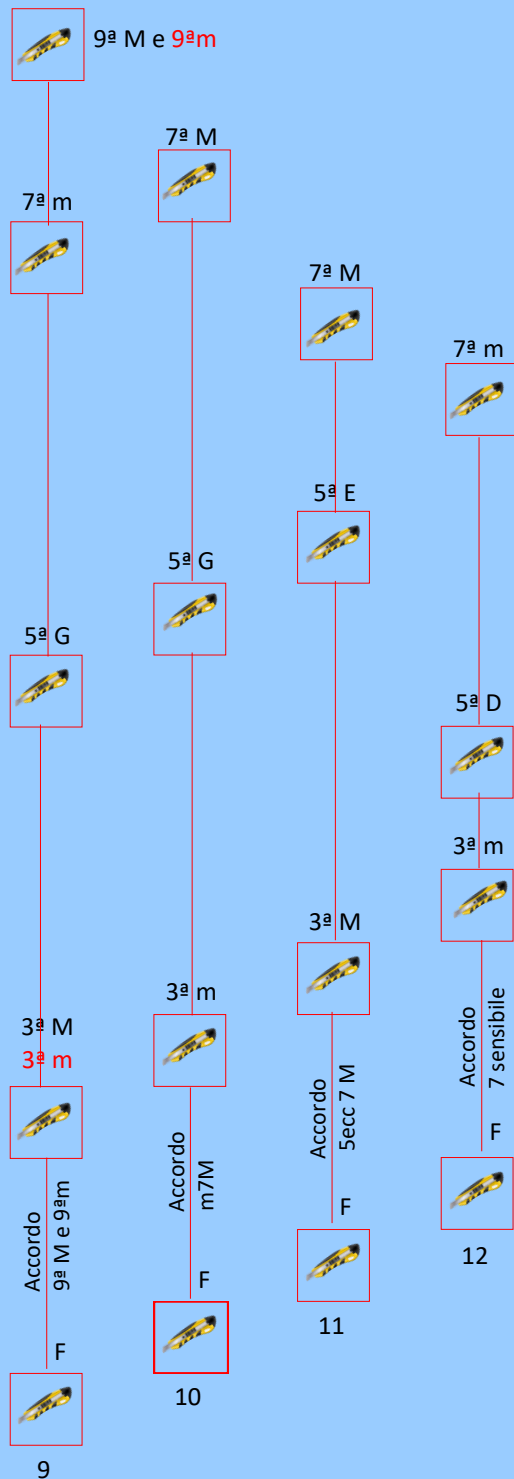 9ª M e 9ªm
7ª m
5ª G
3ª M
3ª m
Accordo
9ª M e 9ªm
F
9
7ª M
5ª G
3ª m
Accordo
m7M
F
10
7ª M
5ª E
3ª M
Accordo
5ecc 7 M
F
11
7ª m
5ª D
3ª m
Accordo
7 sensibile
F
12